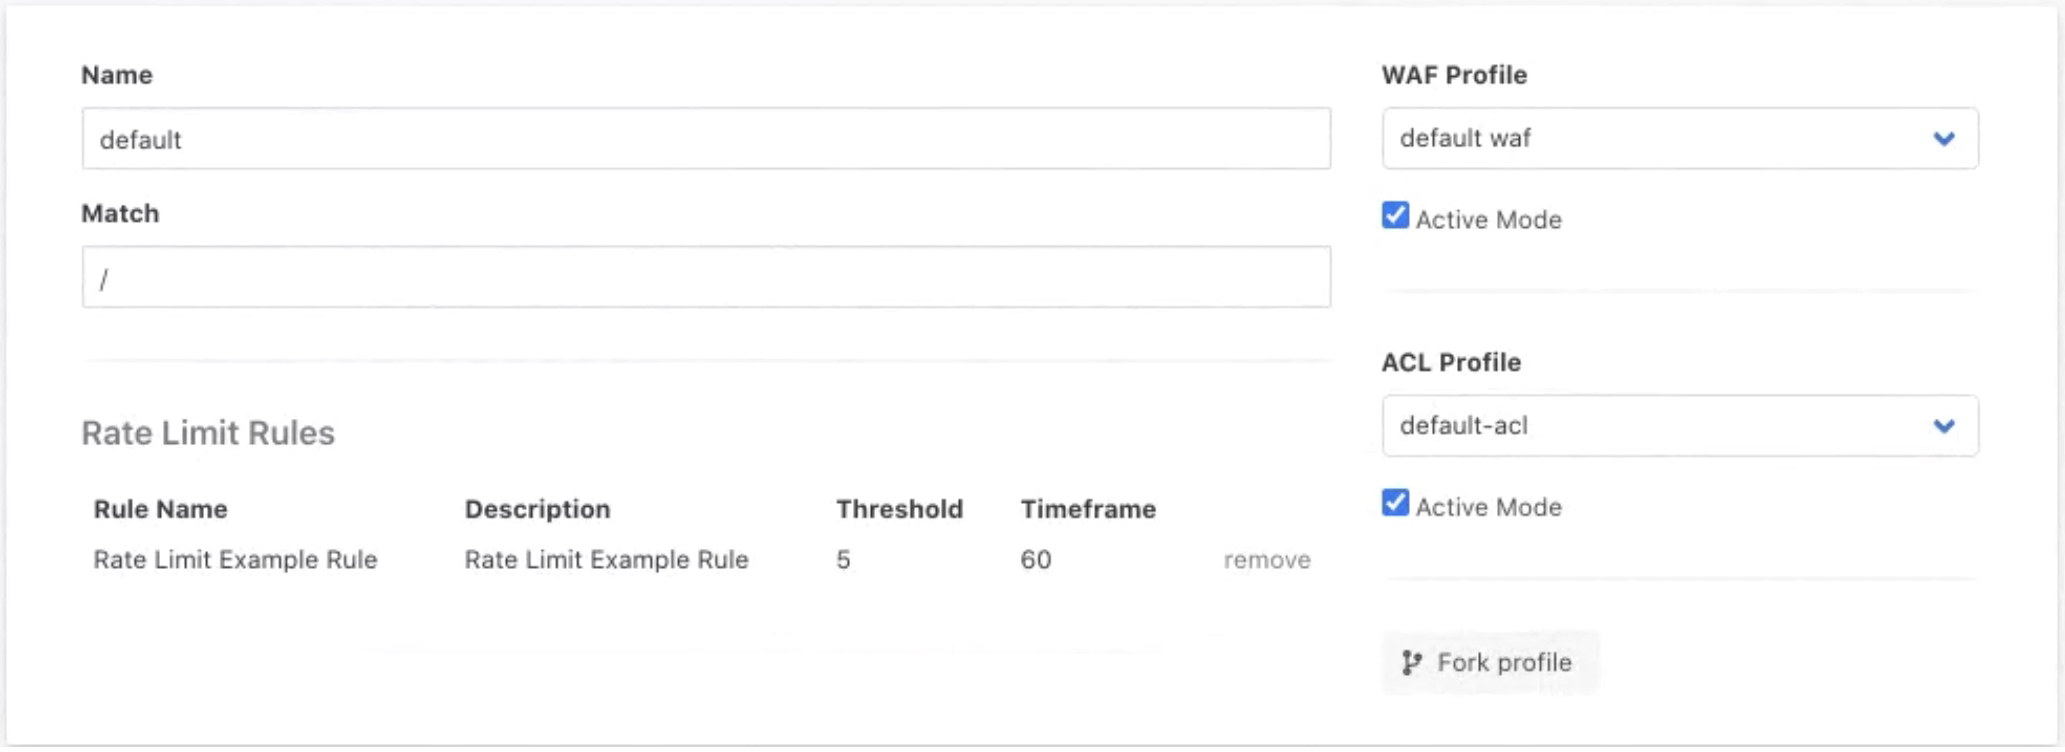 Name
default
Match
/
Rate Limit Rules
Rule Name Description Threshold Timeframe
Rate Limit Example Rule Rate Limit Example Rule 5 60 remove
WAF Profile
default waf
Active Mode
ACL Profile
default-acl
Active Mode
Fork profile